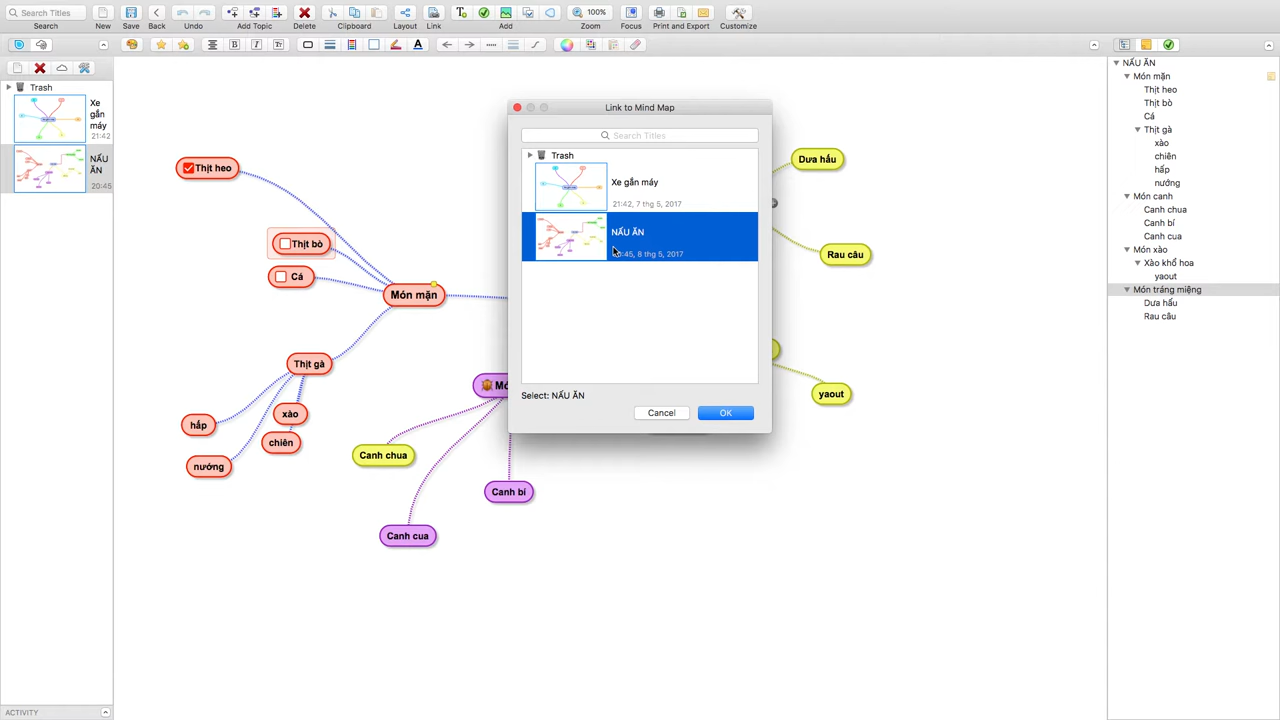 Search Titles
100%
Search
New
Save
Back
Undo
Add Topic
Delete
Clipboard
Layout
Link
Add
Zoom
Focus
Print and Export
Customize
Trash
Xe
gắn
máy
21:42
NẤU
ĂN
20:45
ACTIVITY
Thịt heo
Thịt bò
Cá
Món mặn
Thịt gà
hấp
xào
chiên
nướng
Canh chua
Canh bí
Canh cua
Dưa hấu
Rau câu
yaout
Link to Mind Map
Search Titles
Trash
Xe gắn máy
21:42, 7 thg 5, 2017
NẤU ĂN
:45, 8 thg 5, 2017
Select: NẤU ĂN
Cancel
OK
NẤU ĂN
Món mặn
Thịt heo
Thịt bò
Cá
Thịt gà
xào
chiên
hấp
nướng
Món canh
Canh chua
Canh bí
Canh cua
Món xào
Xào khổ hoa
yaout
Món tráng miệng
Dưa hấu
Rau câu